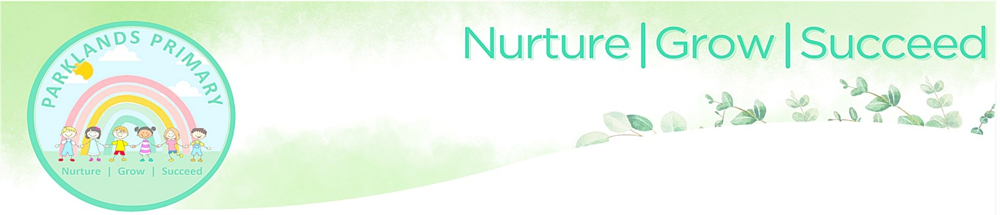 PARKLANDS PRIMARY
Nurture | Grow | Succeed
Nurture|Grow|Succeed